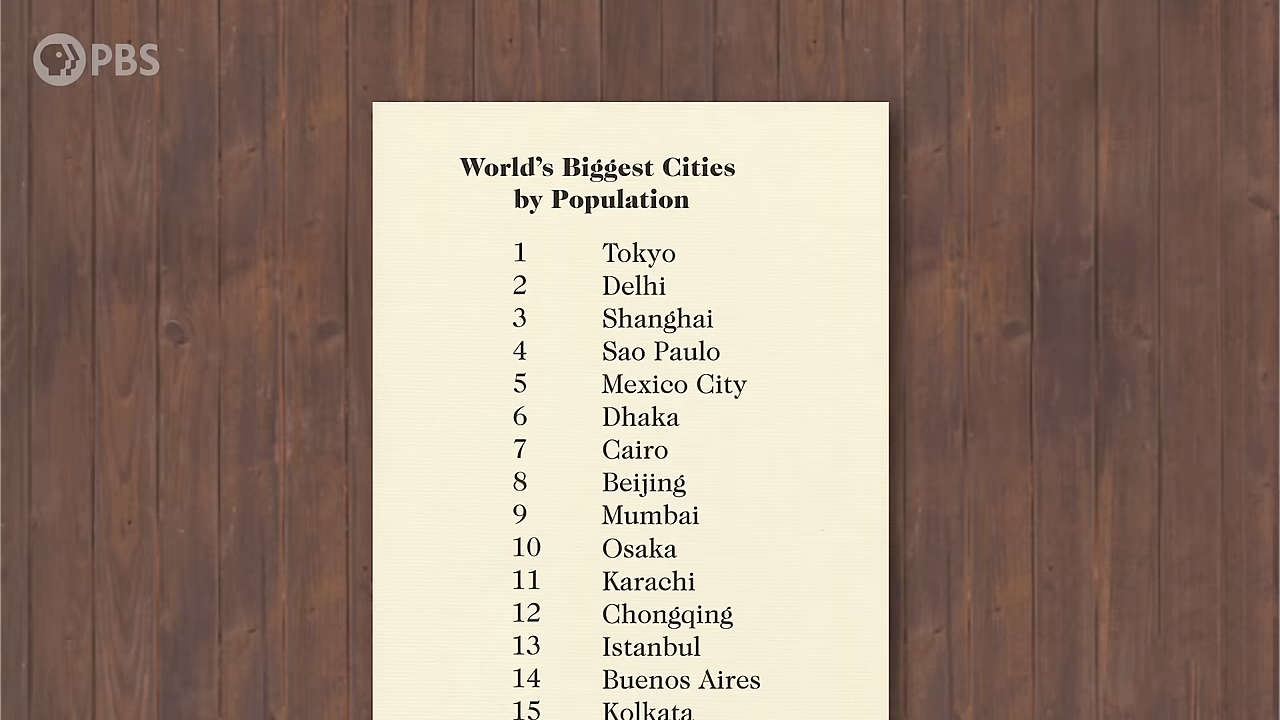 PBS
World's Biggest Cities
by Population
1 Tokyo
2 Delhi
3 Shanghai
4 Sao Paulo
5 Mexico City
6 Dhaka
7 Cairo
8 Beijing
9 Mumbai
10 Osaka
11 Karachi
12 Chongqing
13 Istanbul
14 Buenos Aires
15 Kolkata